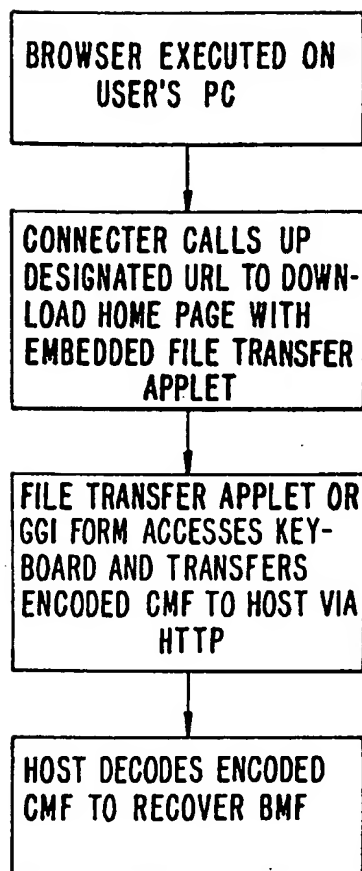 BROWSER EXECUTED ON
USER'S PC
CONNECTER CALLS UP
DESIGNATED URL TO DOWN-
LOAD HOME PAGE WITH
EMBEDDED FILE TRANSFER
APPLET
FILE TRANSFER APPLET OR
GGI FORM ACCESSES KEY-
BOARD AND TRANSFERS
ENCODED CMF TO HOST VIA
HTTP
HOST DECODES ENCODED
CMF TO RECOVER BMF